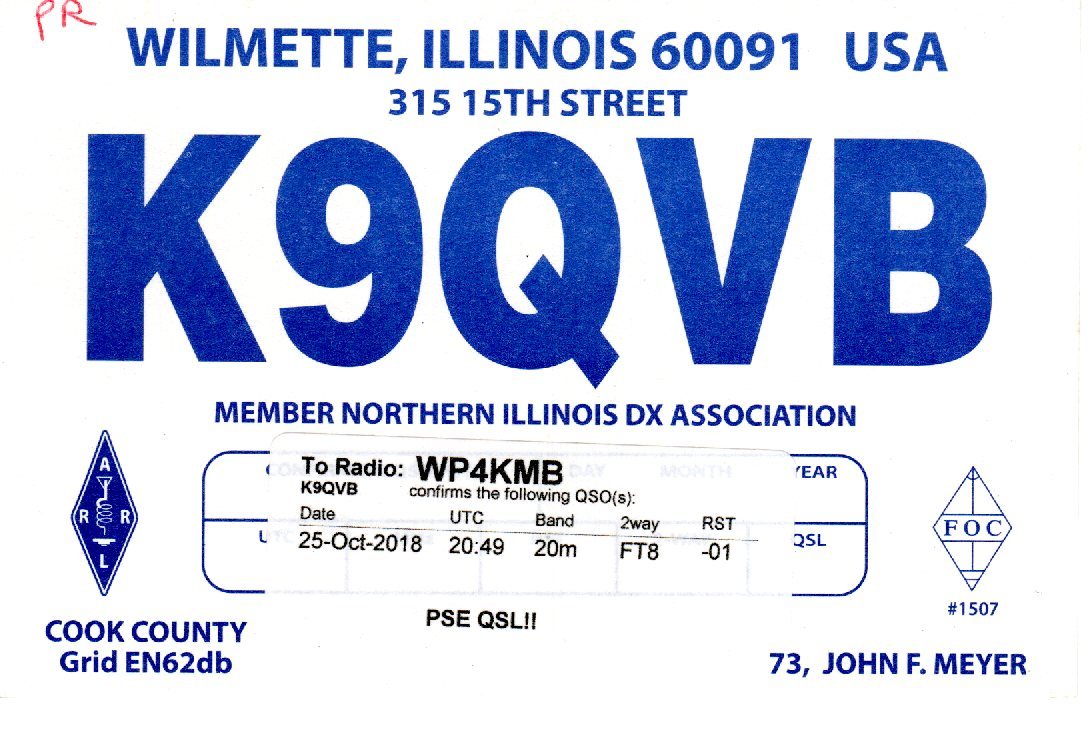 PR
WILMETTE, ILLINOIS 60091 USA
315 15TH STREET
K9QVB
MEMBER NORTHERN ILLINOIS DX ASSOCIATION
To Radio: WP4KMB DAY MONTH YEAR
K9QVB confirms the following QSO(s):
Date UTC Band 2way RST
25-Oct-2018 20:49 20m FT8 -01
UTC QSL
PSE QSL!!
A
R R
L
FOC
#1507
COOK COUNTY
Grid EN62db
73, JOHN F. MEYER